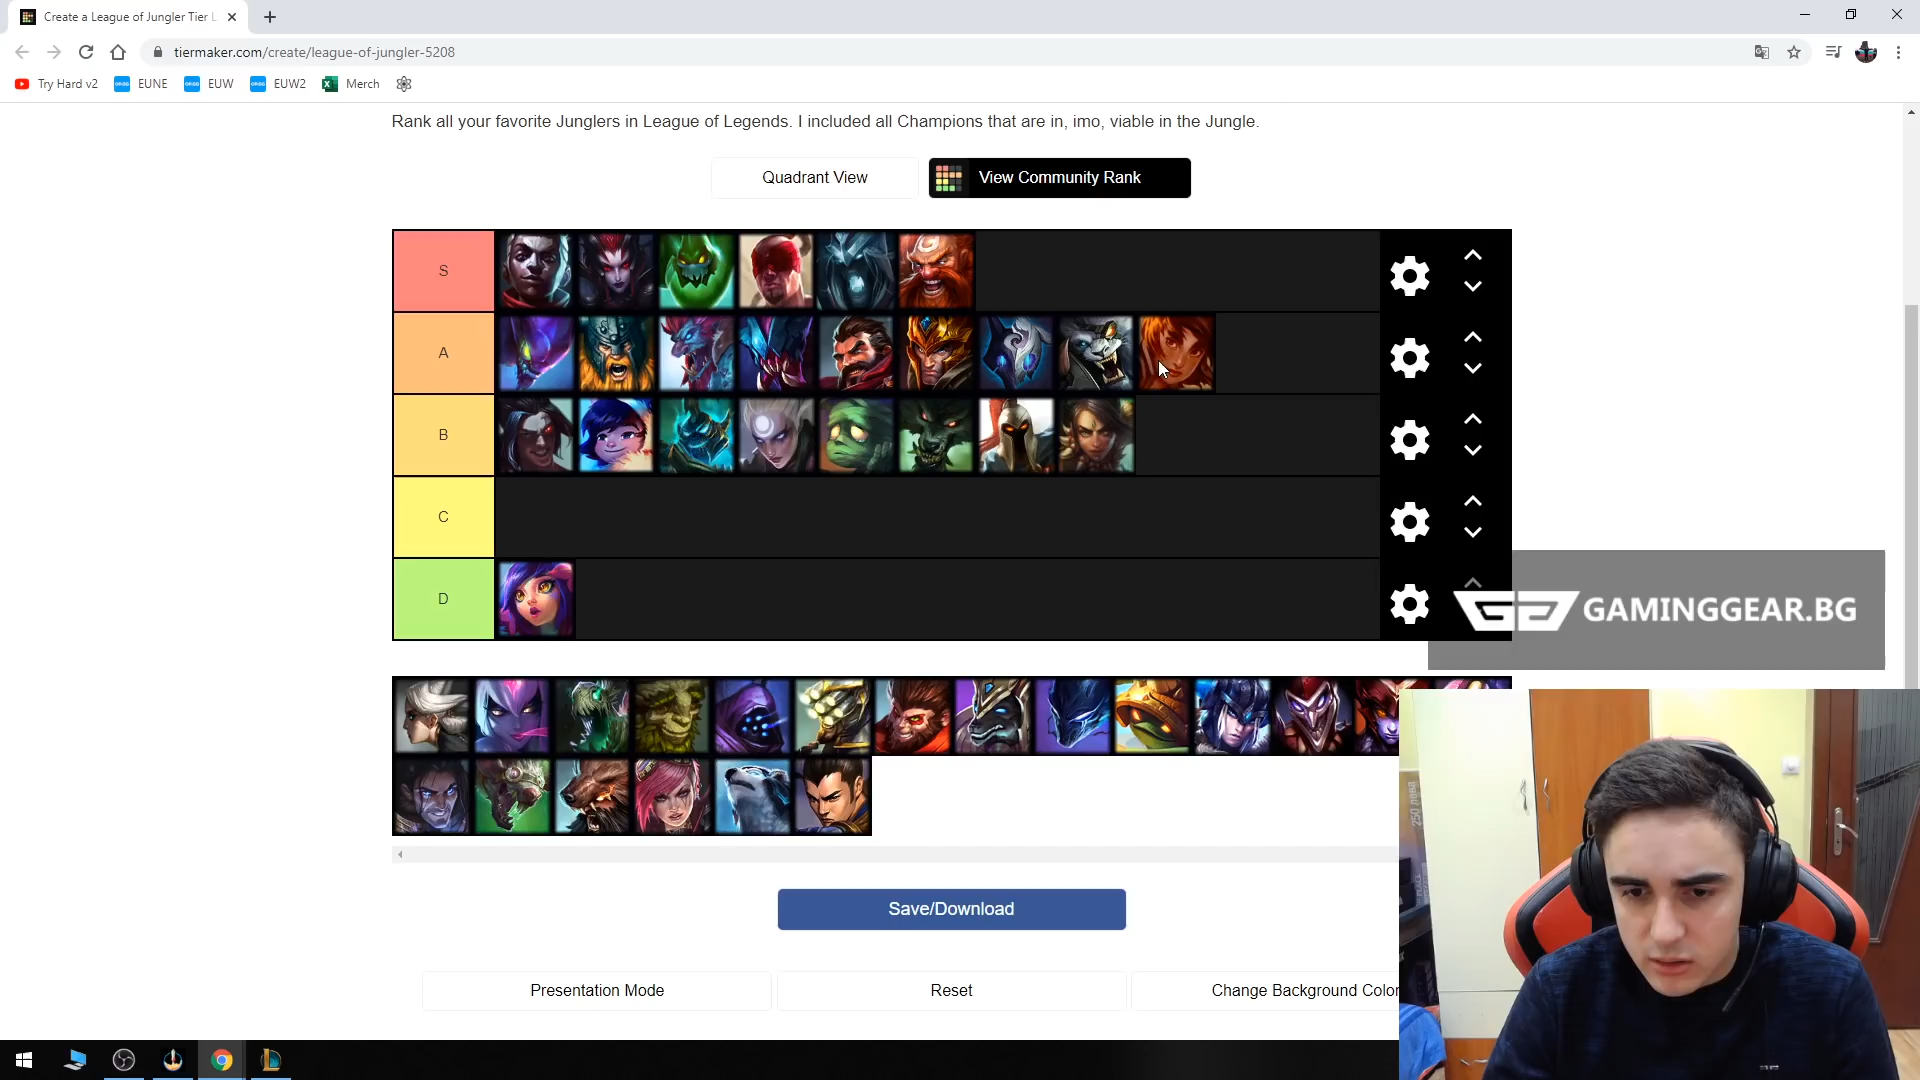 Create a League of Jungler Tier L
tiermaker.com/create/league-of-jungler-5208
Try Hard v2
EUNE
EUW
EUW2
Merch
Rank all your favorite Junglers in League of Legends. I included all Champions that are in, imo, viable in the Jungle.
Quadrant View
View Community Rank
S
A
B
C
D
GAMINGGEAR.BG
Save/Download
Presentation Mode
Reset
Change Background Color